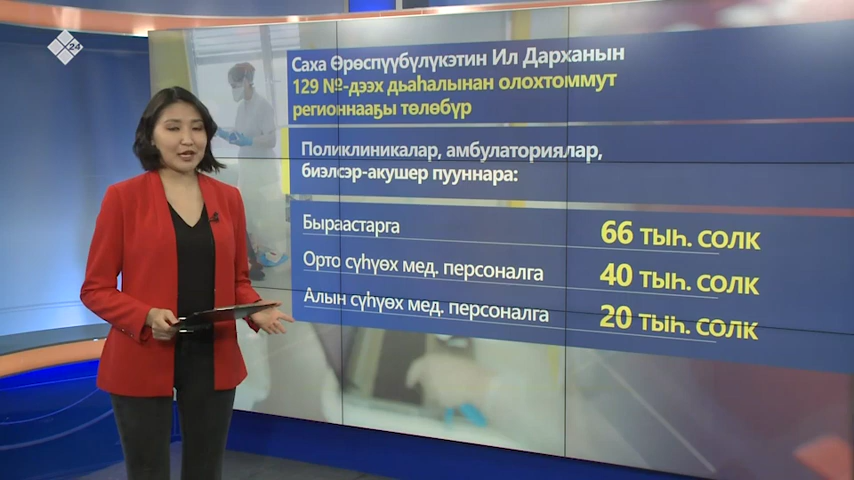 24
Саха Өрөспүүбүлүкэтин Ил Дарханын
129 №-дээх дьаһалынан олохтоммут
регионнааҕы төлөбүр
Поликлиникалар, амбулаториялар,
биэлсэр-акушер пууннара:
Быраастарга 66 тыһ. солк
Орто сүһүөх мед. персоналга 40 тыһ. солк
Алын сүһүөх мед. персоналга 20 тыһ. солк